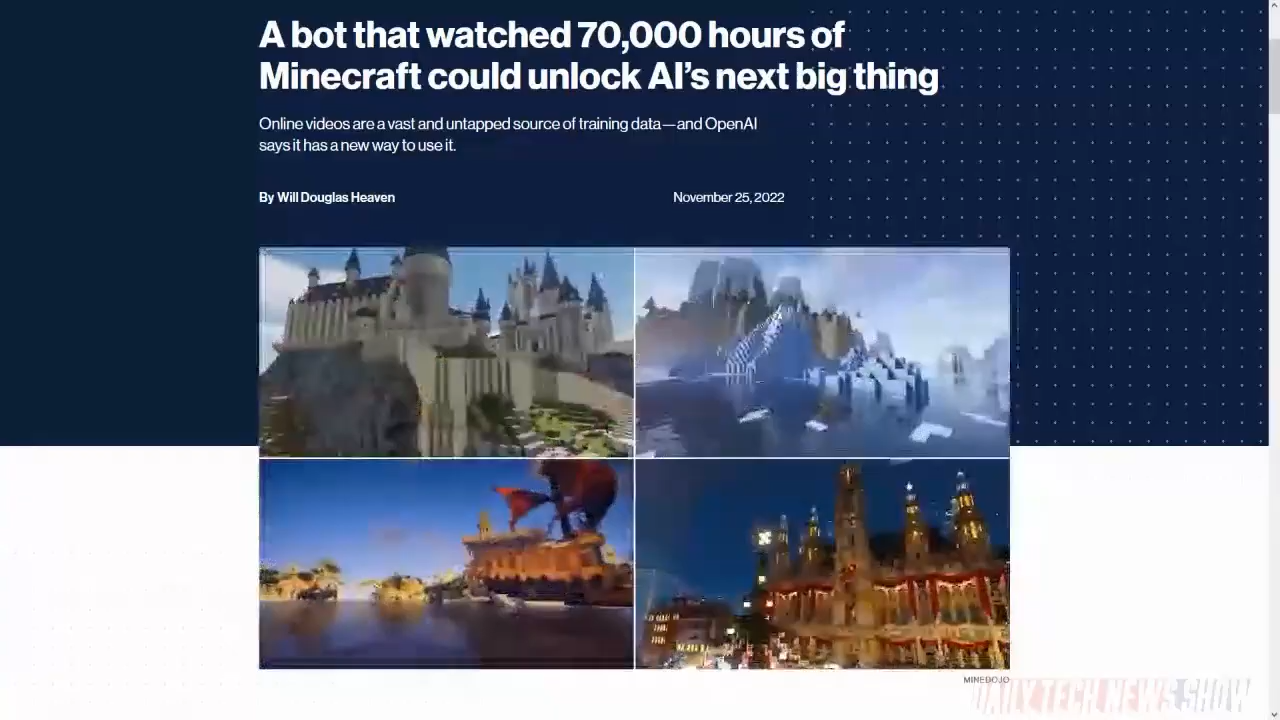 A bot that watched 70,000 hours of
Minecraft could unlock AI’s next big thing
Online videos are a vast and untapped source of training data—and OpenAI
says it has a new way to use it.
By Will Douglas Heaven
November 25, 2022
MINEDOJO
DAILY TECH NEWS SHOW